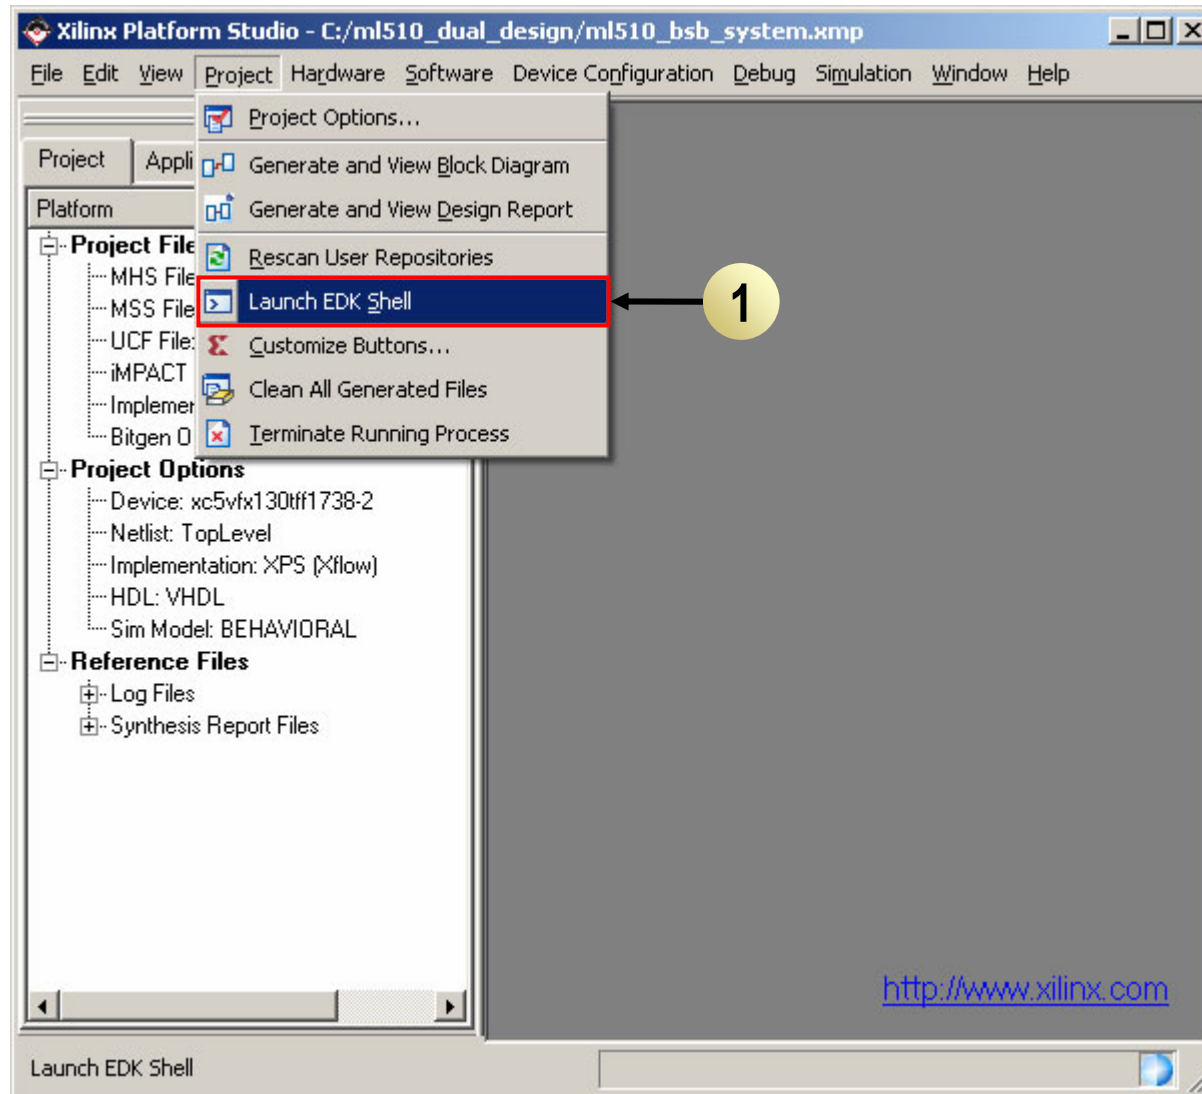 Xilinx Platform Studio - C:/ml510_dual_design/ml510_bsb_system.xmp
File Edit View Project Hardware Software Device Configuration Debug Simulation Window Help
Project Options...
Project Appli
Generate and View Block Diagram
Platform
Generate and View Design Report
Project File
Rescan User Repositories
MHS File
Launch EDK Shell
1
MSS File
UCF File:
Customize Buttons...
iMPACT
Clean All Generated Files
Implemen
Bitgen O
Terminate Running Process
Project Options
Device: xc5vfx130tff1738-2
Netlist: TopLevel
Implementation: XPS (Xflow)
HDL: VHDL
Sim Model: BEHAVIORAL
Reference Files
Log Files
Synthesis Report Files
http://www.xilinx.com
Launch EDK Shell